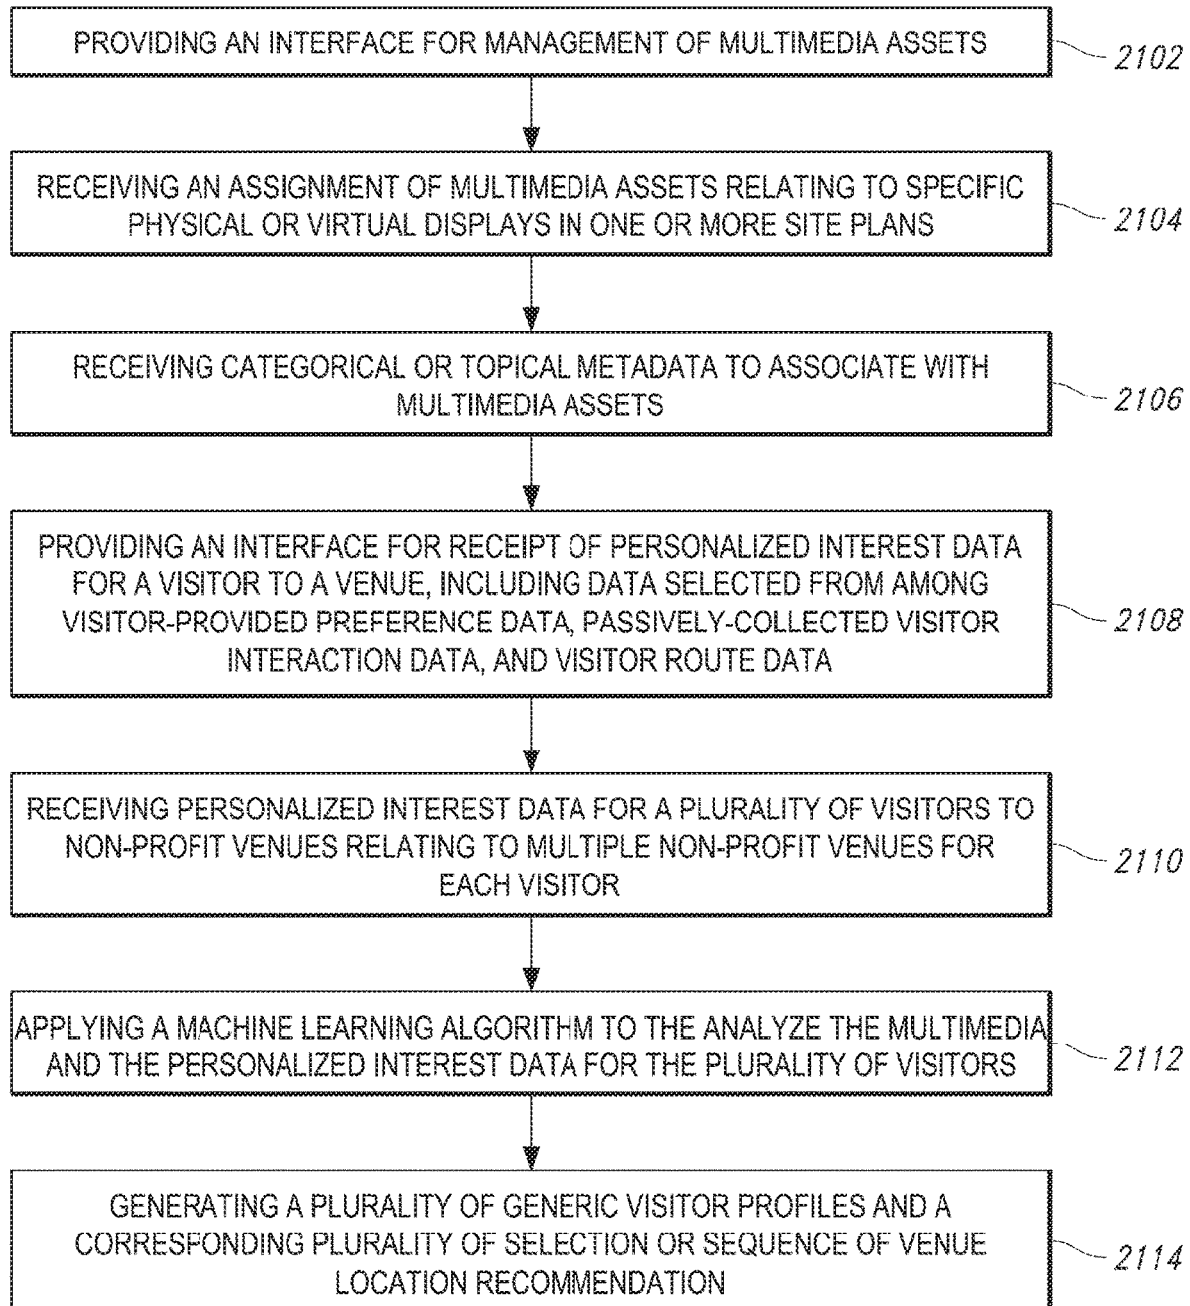 PROVIDING AN INTERFACE FOR MANAGEMENT OF MULTIMEDIA ASSETS
2102
RECEIVING AN ASSIGNMENT OF MULTIMEDIA ASSETS RELATING TO SPECIFIC
PHYSICAL OR VIRTUAL DISPLAYS IN ONE OR MORE SITE PLANS
2104
RECEIVING CATEGORICAL OR TOPICAL METADATA TO ASSOCIATE WITH
MULTIMEDIA ASSETS
2106
PROVIDING AN INTERFACE FOR RECEIPT OF PERSONALIZED INTEREST DATA
FOR A VISITOR TO A VENUE, INCLUDING DATA SELECTED FROM AMONG
VISITOR-PROVIDED PREFERENCE DATA, PASSIVELY-COLLECTED VISITOR
INTERACTION DATA, AND VISITOR ROUTE DATA
2108
RECEIVING PERSONALIZED INTEREST DATA FOR A PLURALITY OF VISITORS TO
NON-PROFIT VENUES RELATING TO MULTIPLE NON-PROFIT VENUES FOR
EACH VISITOR
2110
APPLYING A MACHINE LEARNING ALGORITHM TO THE ANALYZE THE MULTIMEDIA
AND THE PERSONALIZED INTEREST DATA FOR THE PLURALITY OF VISITORS
2112
GENERATING A PLURALITY OF GENERIC VISITOR PROFILES AND A
CORRESPONDING PLURALITY OF SELECTION OR SEQUENCE OF VENUE
LOCATION RECOMMENDATION
2114